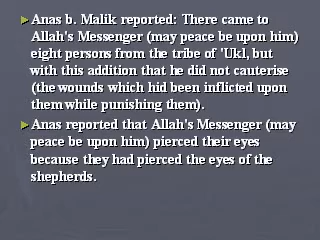 ►Anas b. Malik reported: There came to
Allah's Messenger (may peace be upon him)
eight persons from the tribe of 'Ukl, but
with this addition that he did not cauterise
(the wounds which hid been inflicted upon
them while punishing them).
►Anas reported that Allah's Messenger (may
peace be upon him) pierced their eyes
because they had pierced the eyes of the
shepherds.